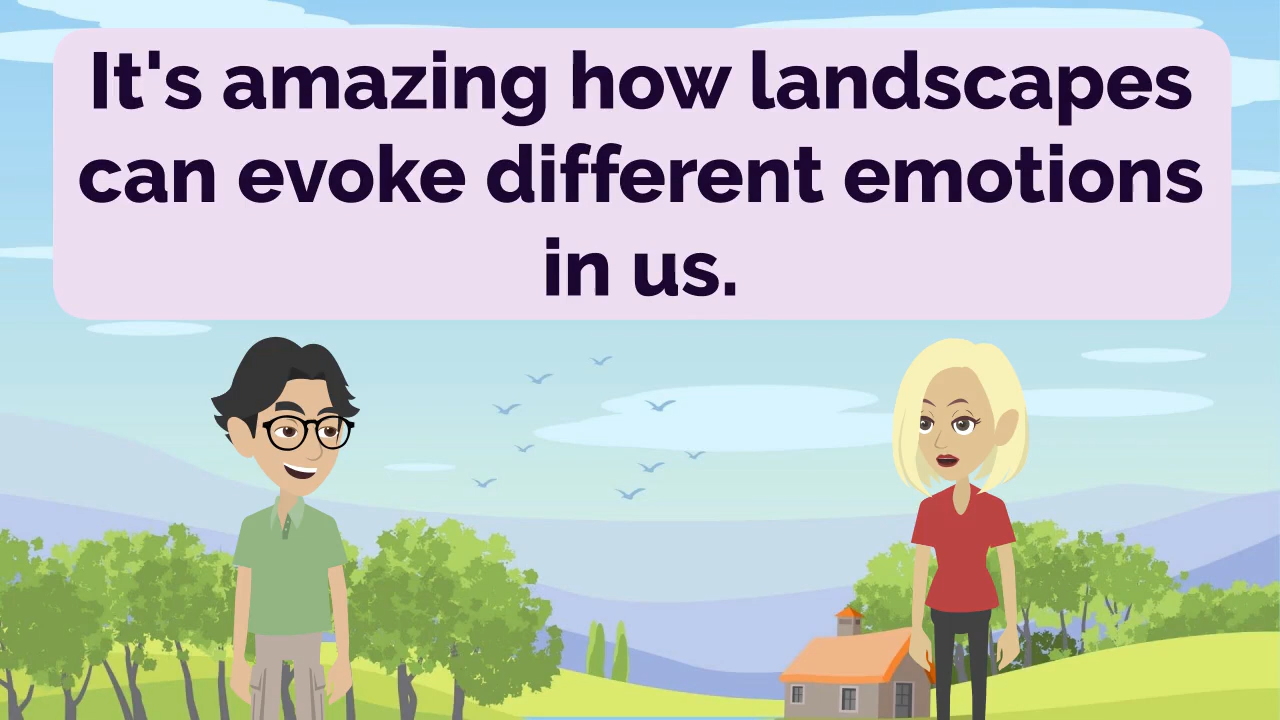 It's amazing how landscapes
can evoke different emotions
in us.